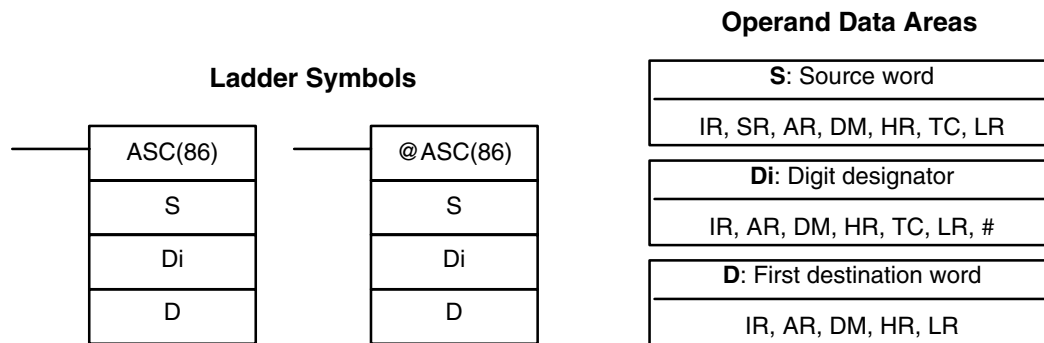 Ladder Symbols
ASC(86)
S
Di
D
@ASC(86)
S
Di
D
Operand Data Areas
S: Source word
IR, SR, AR, DM, HR, TC, LR
Di: Digit designator
IR, AR, DM, HR, TC, LR, #
D: First destination word
IR, AR, DM, HR, LR